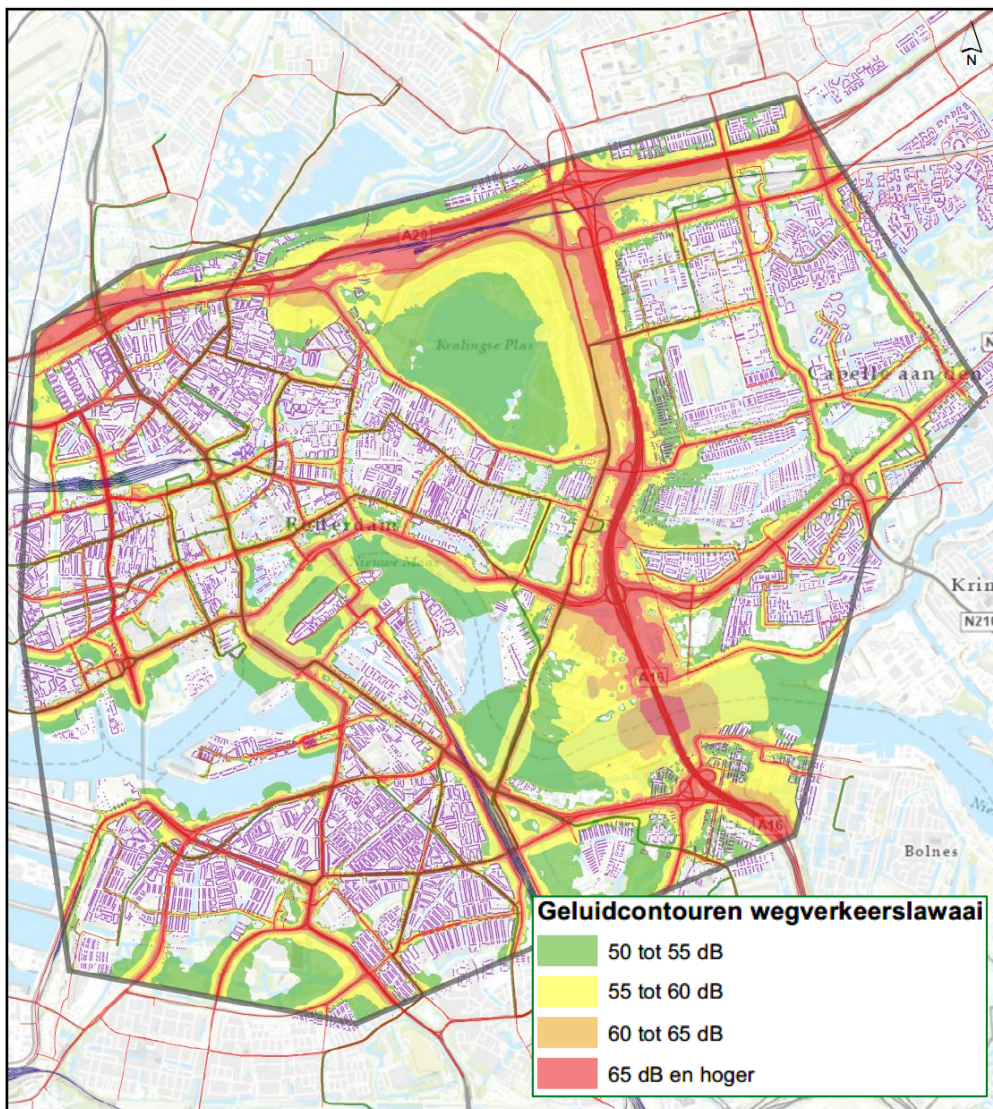 N
A20
Kralingse Plas
Capelle aan den
Rotterdam
Nieuwe Maas
Krim
N210
A16
A16
Bolnes
Geluidcontouren wegverkeerslawaai
50 tot 55 dB
55 tot 60 dB
60 tot 65 dB
65 dB en hoger